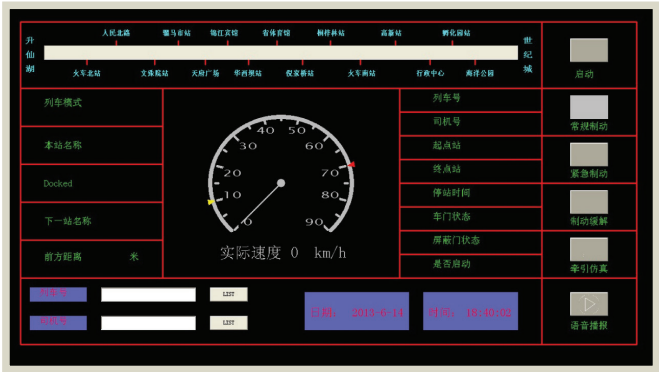 人民北路 骡马市站 锦江宾馆 省体育馆 桐梓林站 高新站 孵化园站
升仙湖
世纪城
火车北站 文殊院站 天府广场 华西坝站 倪家桥站 火车南站 行政中心 海洋公园
启动
列车模式
本站名称
Docked
下一站名称
前方距离 米
0 10 20 30 40 50 60 70 80 90
实际速度 0 km/h
列车号
司机号
起点站
终点站
停站时间
车门状态
屏蔽门状态
是否启动
常规制动
紧急制动
制动缓解
牵引仿真
语音播报
列车号 LIST
司机号 LIST
日期: 2013-6-14 时间: 18:40:02